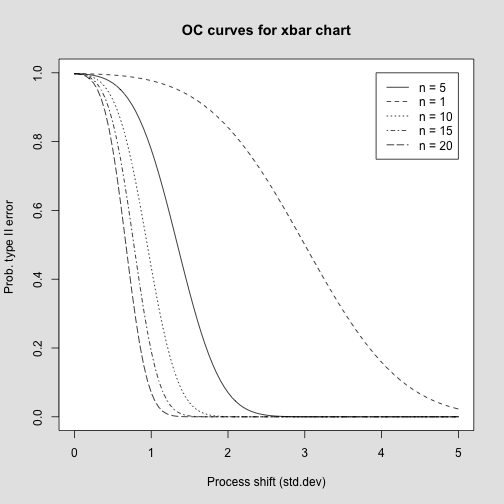 OC curves for xbar chart
n = 5
n = 1
n = 10
n = 15
n = 20
Prob. type II error
1.0
0.8
0.6
0.4
0.2
0.0
0 1 2 3 4 5
Process shift (std.dev)